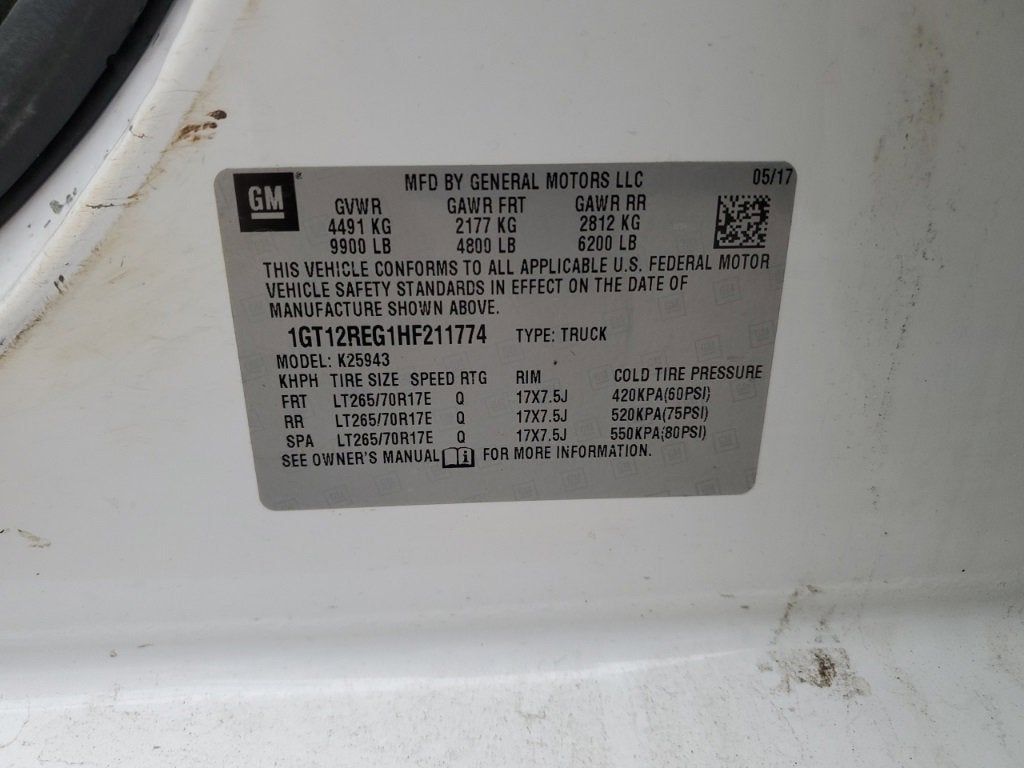 GM MFD BY GENERAL MOTORS LLC 05/17
GVWR GAWR FRT GAWR RR
4491 KG 2177 KG 2812 KG
9900 LB 4800 LB 6200 LB
THIS VEHICLE CONFORMS TO ALL APPLICABLE U.S. FEDERAL MOTOR
VEHICLE SAFETY STANDARDS IN EFFECT ON THE DATE OF
MANUFACTURE SHOWN ABOVE.
1GT12REG1HF211774 TYPE: TRUCK
MODEL: K25943
KHPH TIRE SIZE SPEED RTG RIM COLD TIRE PRESSURE
FRT LT265/70R17E Q 17X7.5J 420KPA(60PSI)
RR LT265/70R17E Q 17X7.5J 520KPA(75PSI)
SPA LT265/70R17E Q 17X7.5J 550KPA(80PSI)
SEE OWNER'S MANUAL FOR MORE INFORMATION.